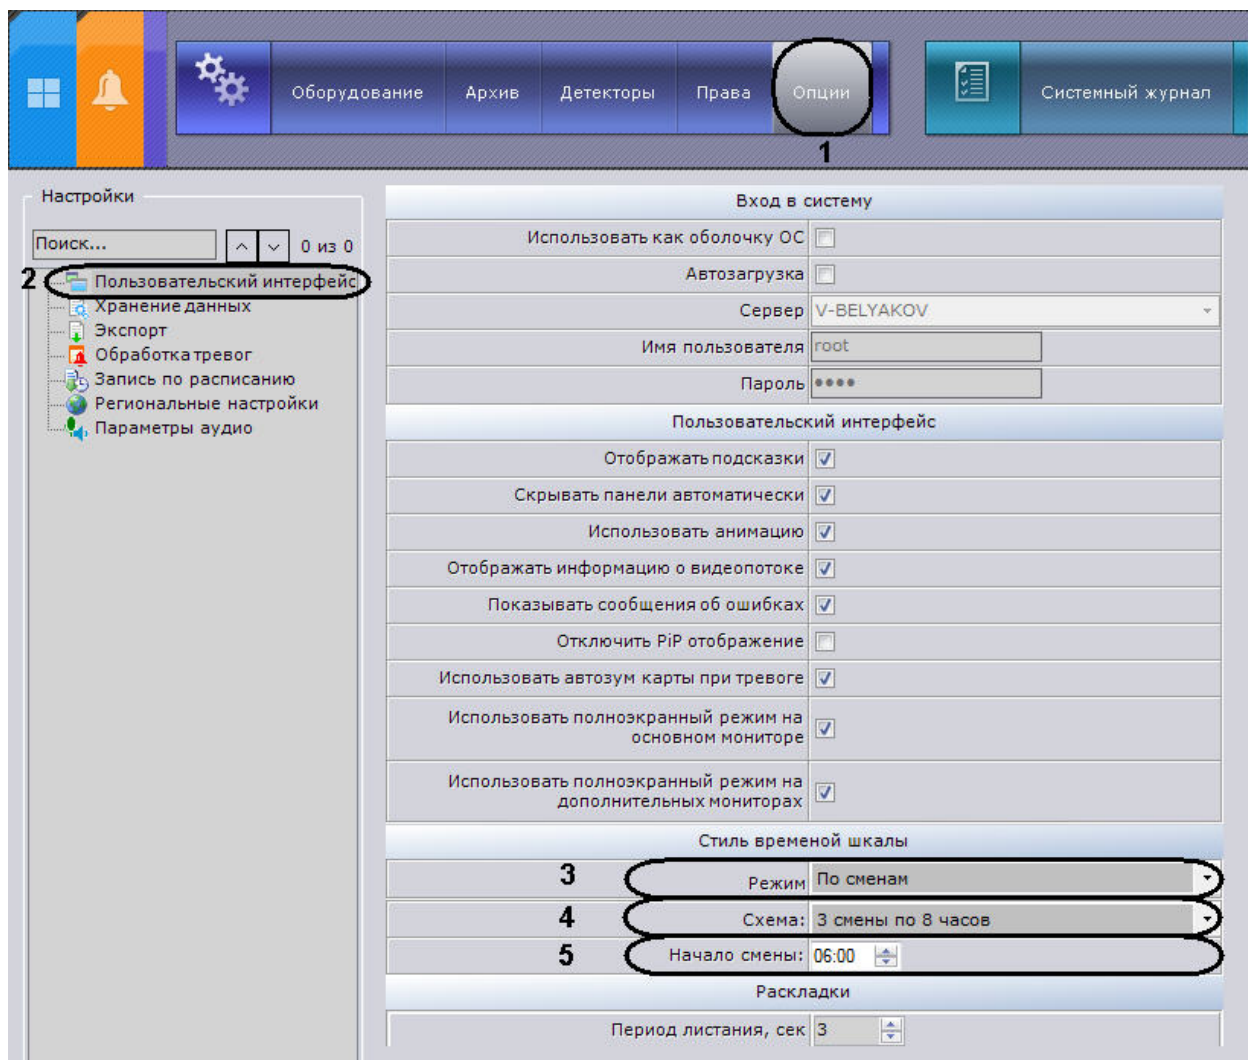 Оборудование Архив Детекторы Права Опции Системный журнал
1
Настройки
Поиск... 0 из 0
2 Пользовательский интерфейс
Хранение данных
Экспорт
Обработка тревог
Запись по расписанию
Региональные настройки
Параметры аудио
Вход в систему
Использовать как оболочку ОС
Автозагрузка
Сервер V-BELYAKOV
Имя пользователя root
Пароль ●●●●
Пользовательский интерфейс
Отображать подсказки
Скрывать панели автоматически
Использовать анимацию
Отображать информацию о видеопотоке
Показывать сообщения об ошибках
Отключить PiP отображение
Использовать автозум карты при тревоге
Использовать полноэкранный режим на
основном мониторе
Использовать полноэкранный режим на
дополнительных мониторах
Стиль временой шкалы
3 Режим По сменам
4 Схема: 3 смены по 8 часов
5 Начало смены: 06:00
Раскладки
Период листания, сек 3